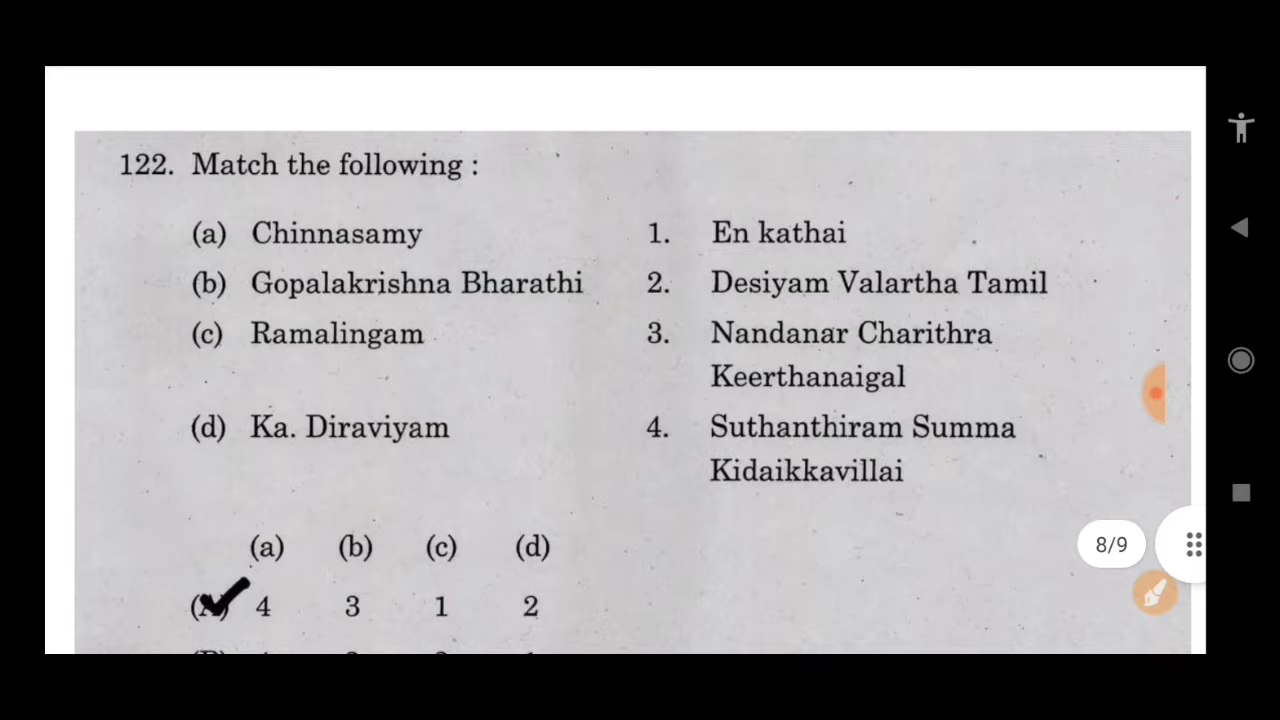 122. Match the following :
(a) Chinnasamy 1. En kathai
(b) Gopalakrishna Bharathi 2. Desiyam Valartha Tamil
(c) Ramalingam 3. Nandanar Charithra
Keerthanaigal
(d) Ka. Diraviyam 4. Suthanthiram Summa
Kidaikkavillai
(a) (b) (c) (d)
(A) 4 3 1 2
8/9